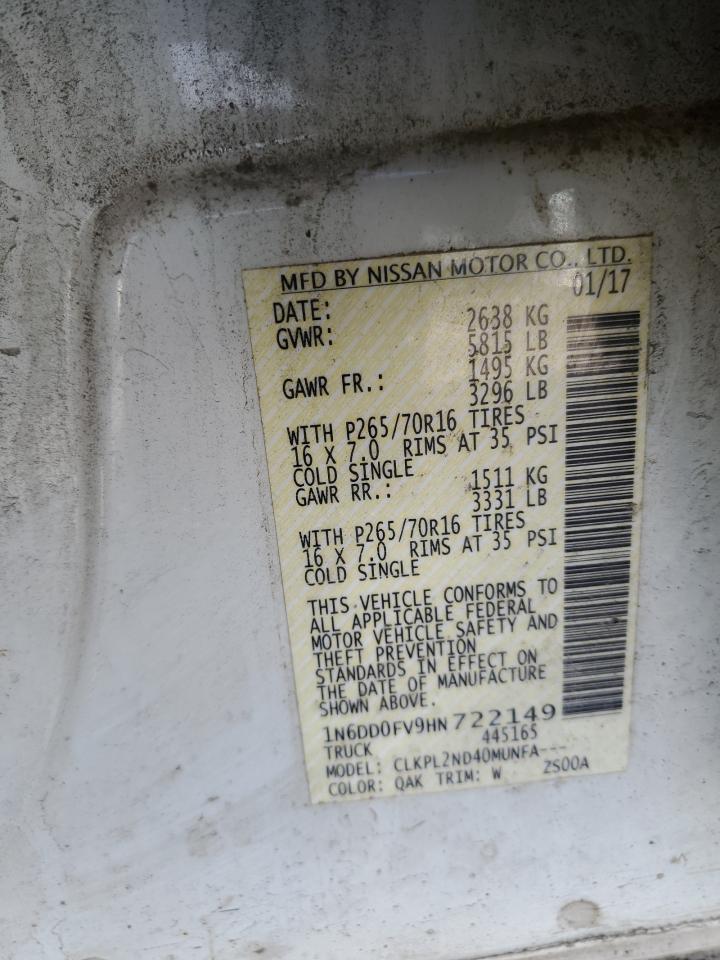 MFD BY NISSAN MOTOR CO., LTD.
DATE: 01/17
GVWR: 2638 KG
5815 LB
GAWR FR.: 1495 KG
3296 LB
WITH P265/70R16 TIRES
16 X 7.0 RIMS AT 35 PSI
COLD SINGLE
GAWR RR.: 1511 KG
3331 LB
WITH P265/70R16 TIRES
16 X 7.0 RIMS AT 35 PSI
COLD SINGLE
THIS VEHICLE CONFORMS TO
ALL APPLICABLE FEDERAL
MOTOR VEHICLE SAFETY AND
THEFT PREVENTION
STANDARDS IN EFFECT ON
THE DATE OF MANUFACTURE
SHOWN ABOVE.
1N6DD0FV9HN722149
TRUCK 445165
MODEL: CLKPL2ND40MUNFA---
COLOR: QAK TRIM: W 2S00A